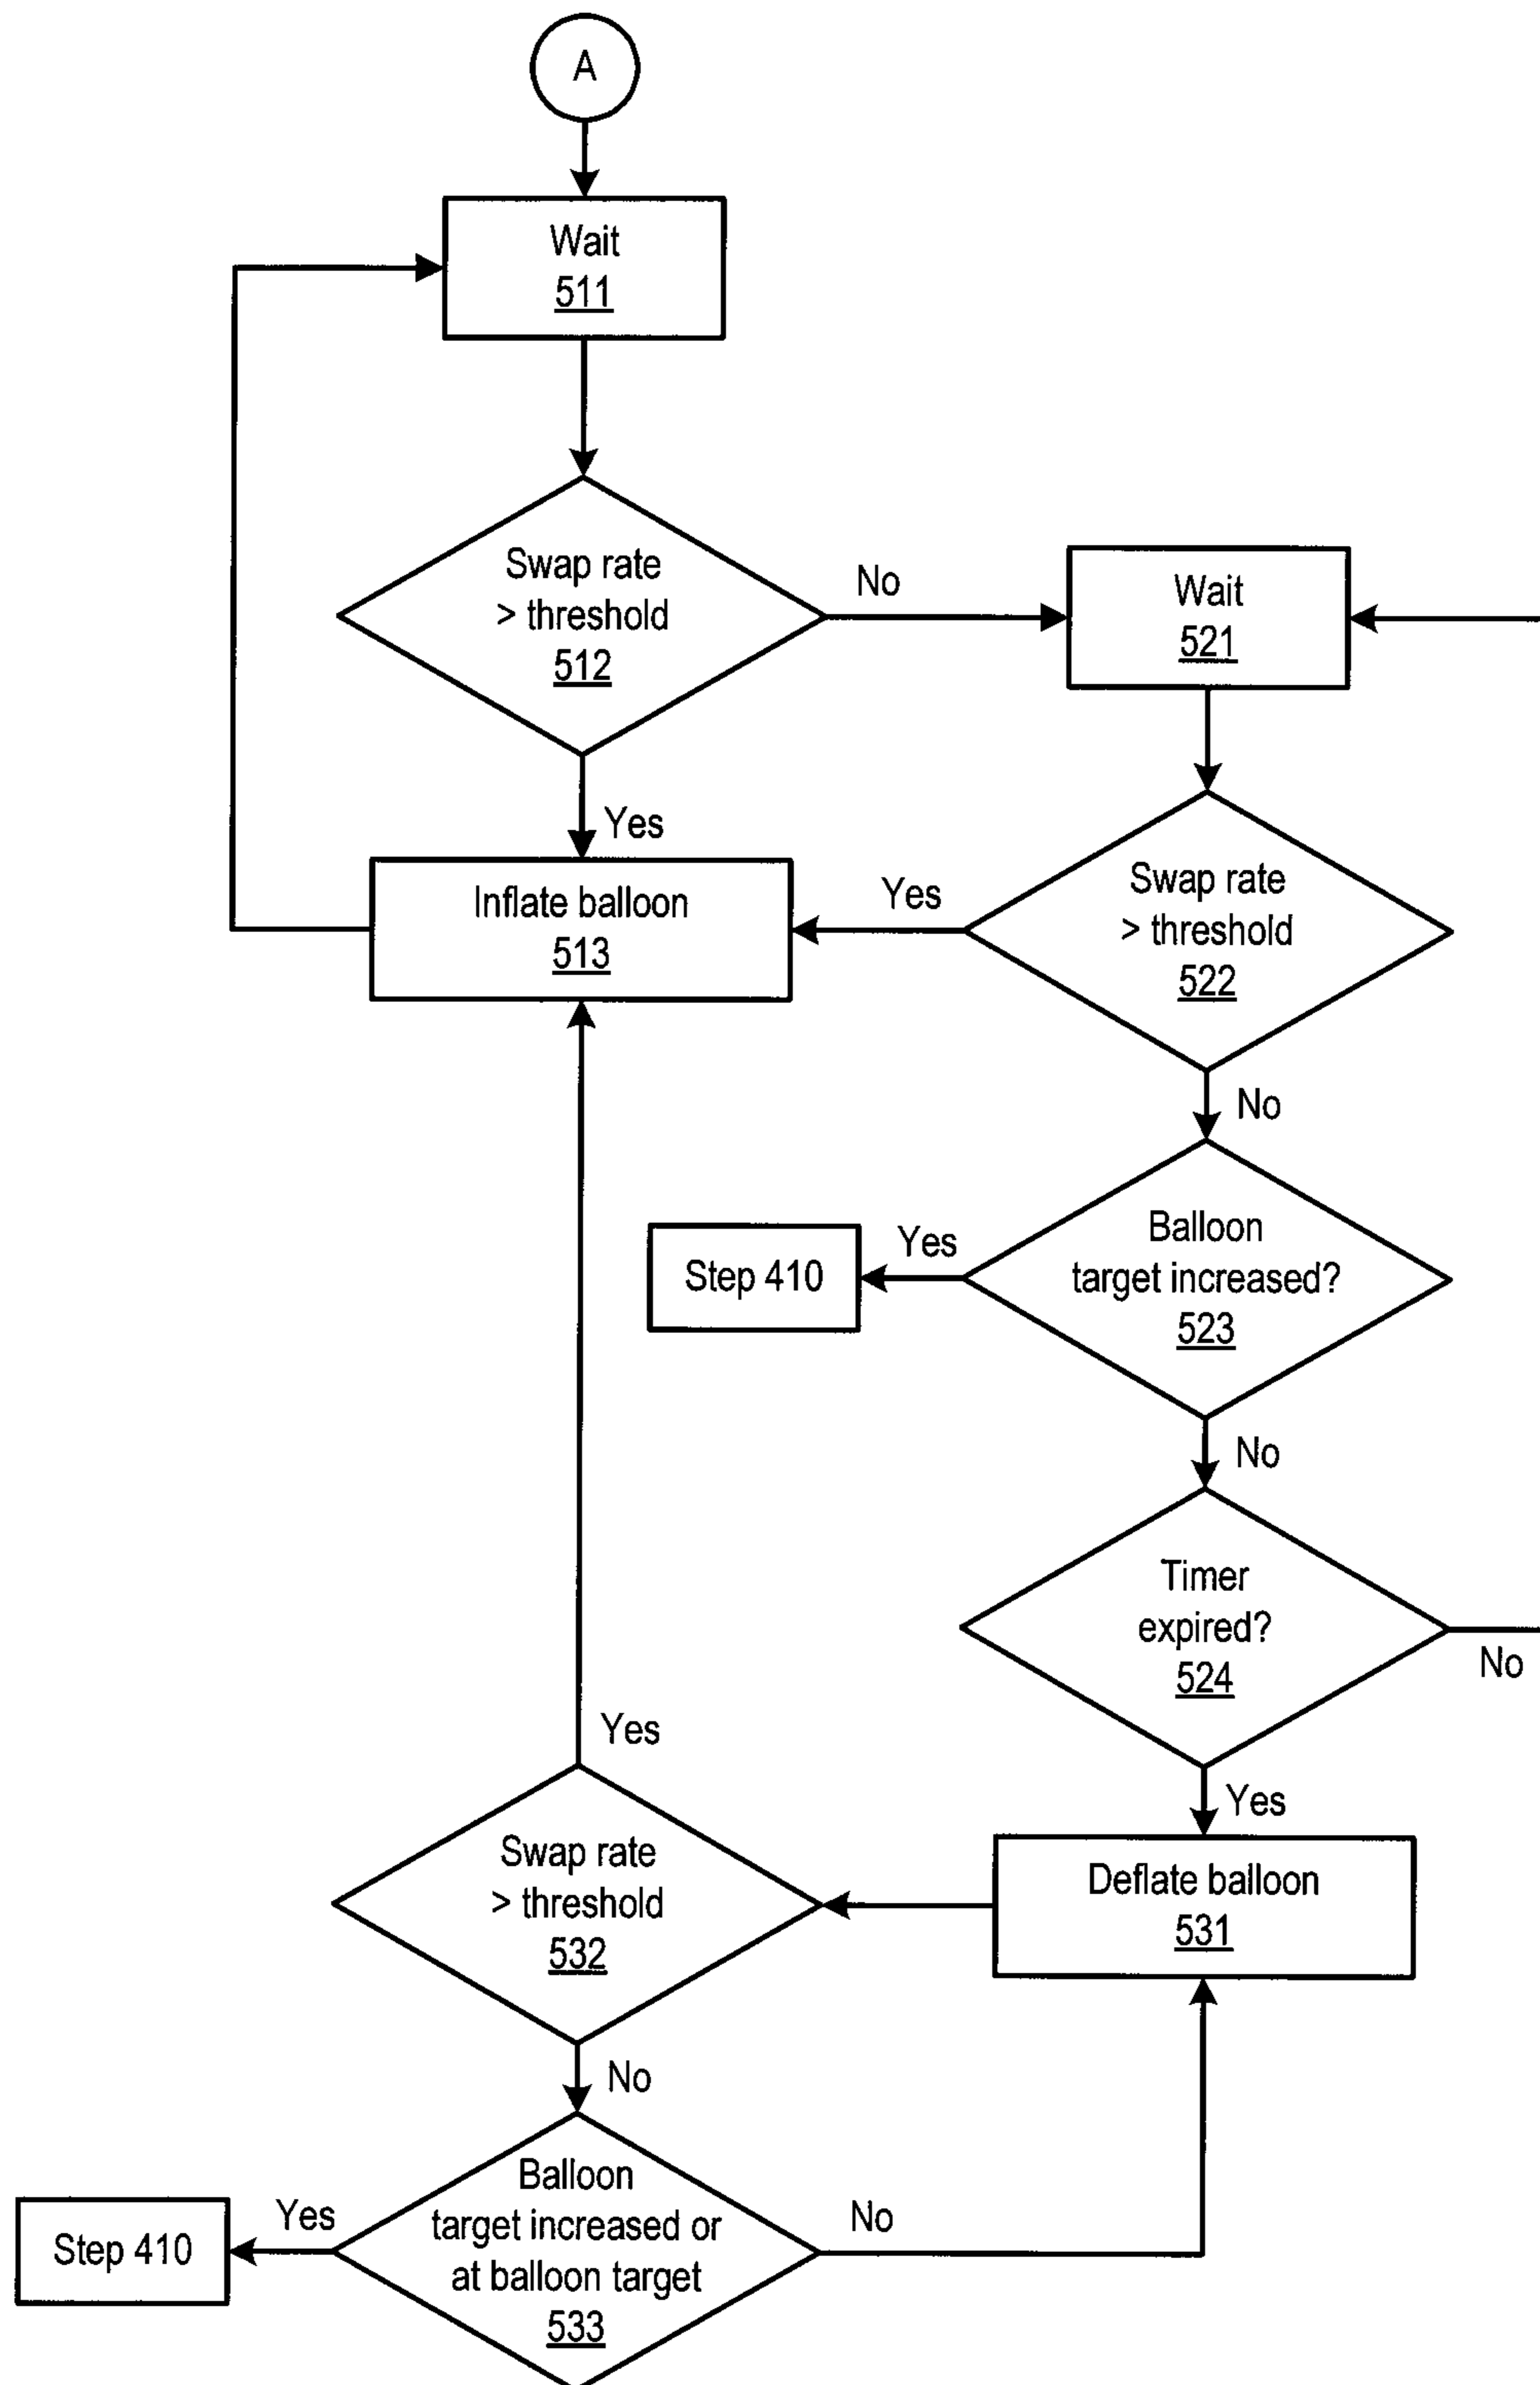 A
Wait
511
Swap rate
> threshold
512
No
Wait
521
Yes
Inflate balloon
513
Yes
Swap rate
> threshold
522
No
Step 410
Yes
Balloon
target increased?
523
No
Timer
expired?
524
No
Yes
Yes
Swap rate
> threshold
532
Deflate balloon
531
No
Step 410
Yes
Balloon
target increased or
at balloon target
533
No